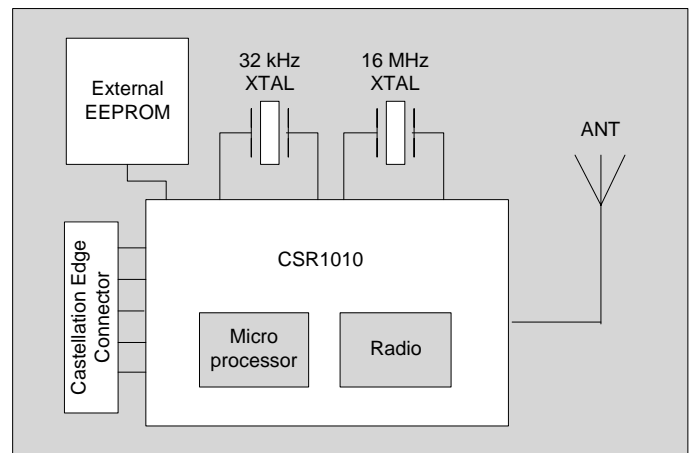 32 kHz
XTAL
16 MHz
XTAL
External
EEPROM
ANT
CSR1010
Castellation Edge
Connector
Micro
processor
Radio